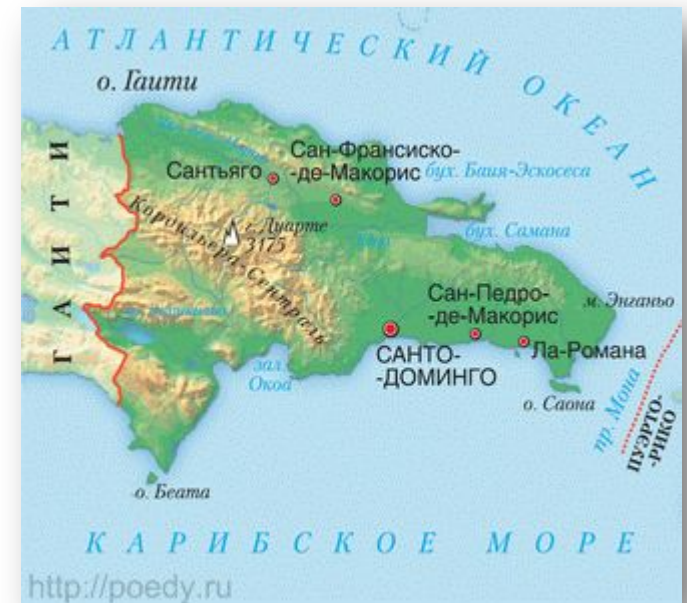 АТЛАНТИЧЕСКИЙ ОКЕАН
о. Гаити
ГАИТИ
Сантьяго
Сан-Франсиско-
-де-Макорис
бух. Баия-Эскосеса
Кордильера-Сентраль
г. Дуарте
3175
бух. Самана
Сан-Педро-
-де-Макорис
м. Энганьо
САНТО-
-ДОМИНГО
Ла-Романа
зал.
Окоа
о. Саона
пр. Мона
ПУЭРТО-
-РИКО
о. Беата
КАРИБСКОЕ МОРЕ
http://poedy.ru